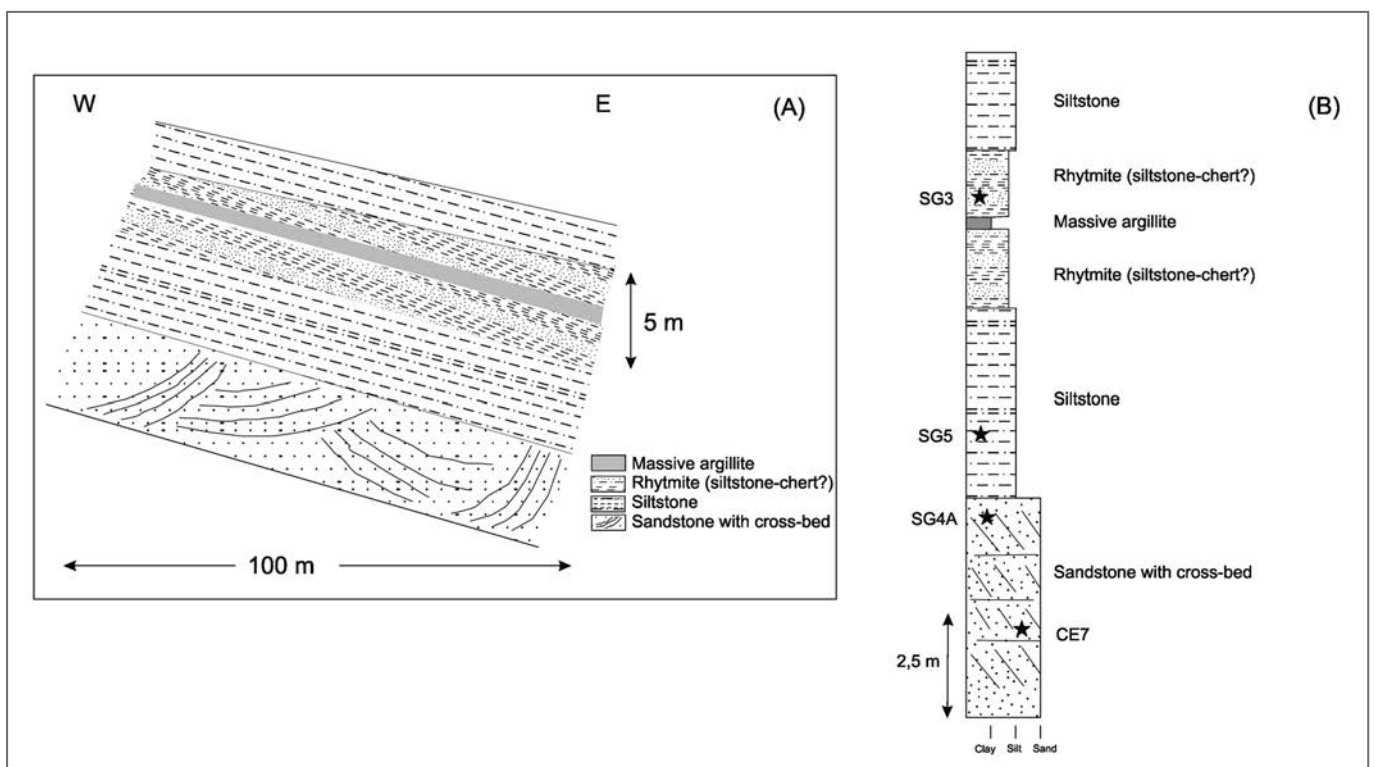 W
E
(A)
5 m
Massive argillite
Rhytmite (siltstone-chert?)
Siltstone
Sandstone with cross-bed
100 m
(B)
Siltstone
Rhytmite (siltstone-chert?)
SG3
Massive argillite
Rhytmite (siltstone-chert?)
Siltstone
SG5
SG4A
Sandstone with cross-bed
CE7
2,5 m
Clay Silt Sand